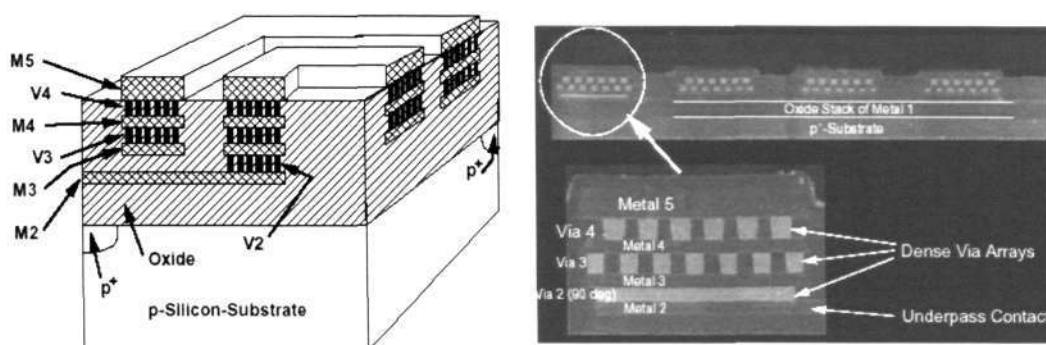 M5
V4
M4
V3
M3
M2
p+
Oxide
V2
p+
p-Silicon-Substrate
Oxide Stack of Metal 1
p--Substrate
Metal 5
Via 4
Metal 4
Via 3
Metal 3
Via 2 (90 deg)
Metal 2
Dense Via Arrays
Underpass Contact